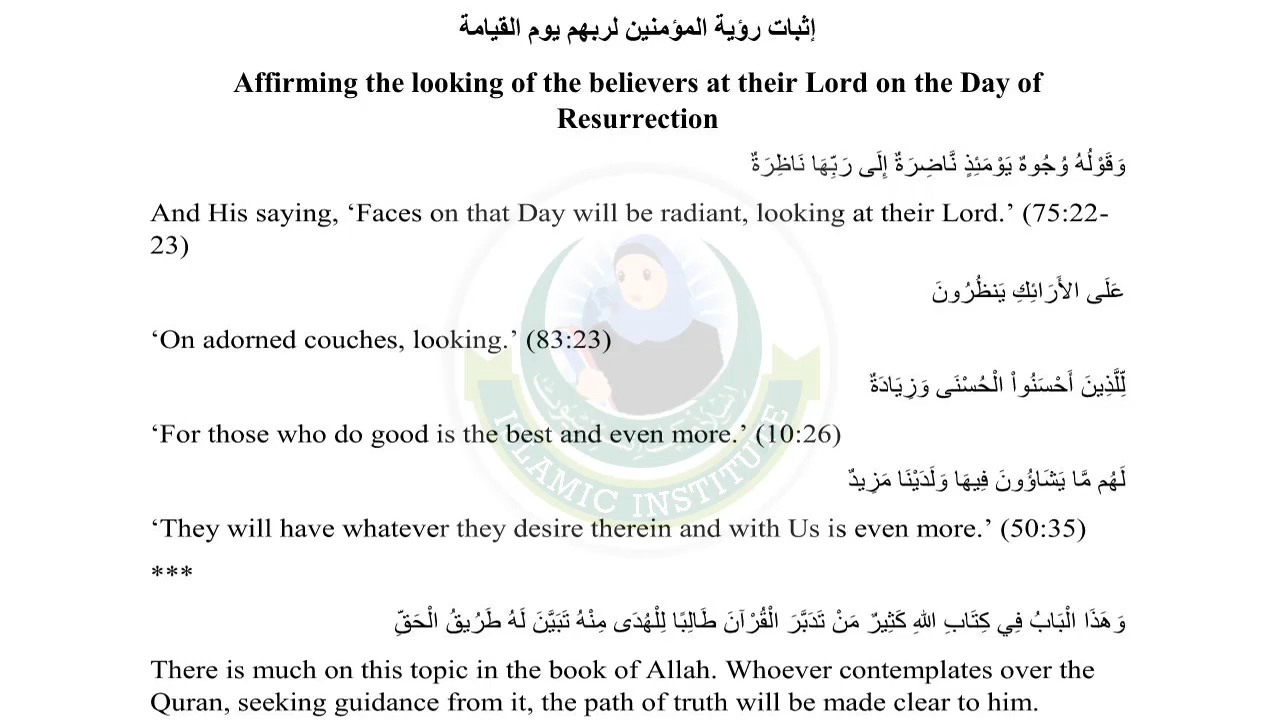 إثبات رؤية المؤمنين لربهم يوم القيامة
Affirming the looking of the believers at their Lord on the Day of
Resurrection
وَقَوْلُهُ وُجُوهٌ يَوْمَئِذٍ نَّاضِرَةٌ إِلَى رَبِّهَا نَاظِرَةٌ
And His saying, ‘Faces on that Day will be radiant, looking at their Lord.’ (75:22-
23)
عَلَى الأَرَائِكِ يَنظُرُونَ
‘On adorned couches, looking.’ (83:23)
لِّلَّذِينَ أَحْسَنُواْ الْحُسْنَى وَزِيَادَةٌ
‘For those who do good is the best and even more.’ (10:26)
لَهُم مَّا يَشَاؤُونَ فِيهَا وَلَدَيْنَا مَزِيدٌ
‘They will have whatever they desire therein and with Us is even more.’ (50:35)
***
وَهَذَا الْبَابُ فِي كِتَابِ اللهِ كَثِيرٌ مَنْ تَدَبَّرَ الْقُرْآنَ طَالِبًا لِلْهُدَى مِنْهُ تَبَيَّنَ لَهُ طَرِيقُ الْحَقِّ
There is much on this topic in the book of Allah. Whoever contemplates over the
Quran, seeking guidance from it, the path of truth will be made clear to him.
ISLAMIC INSTITUTE